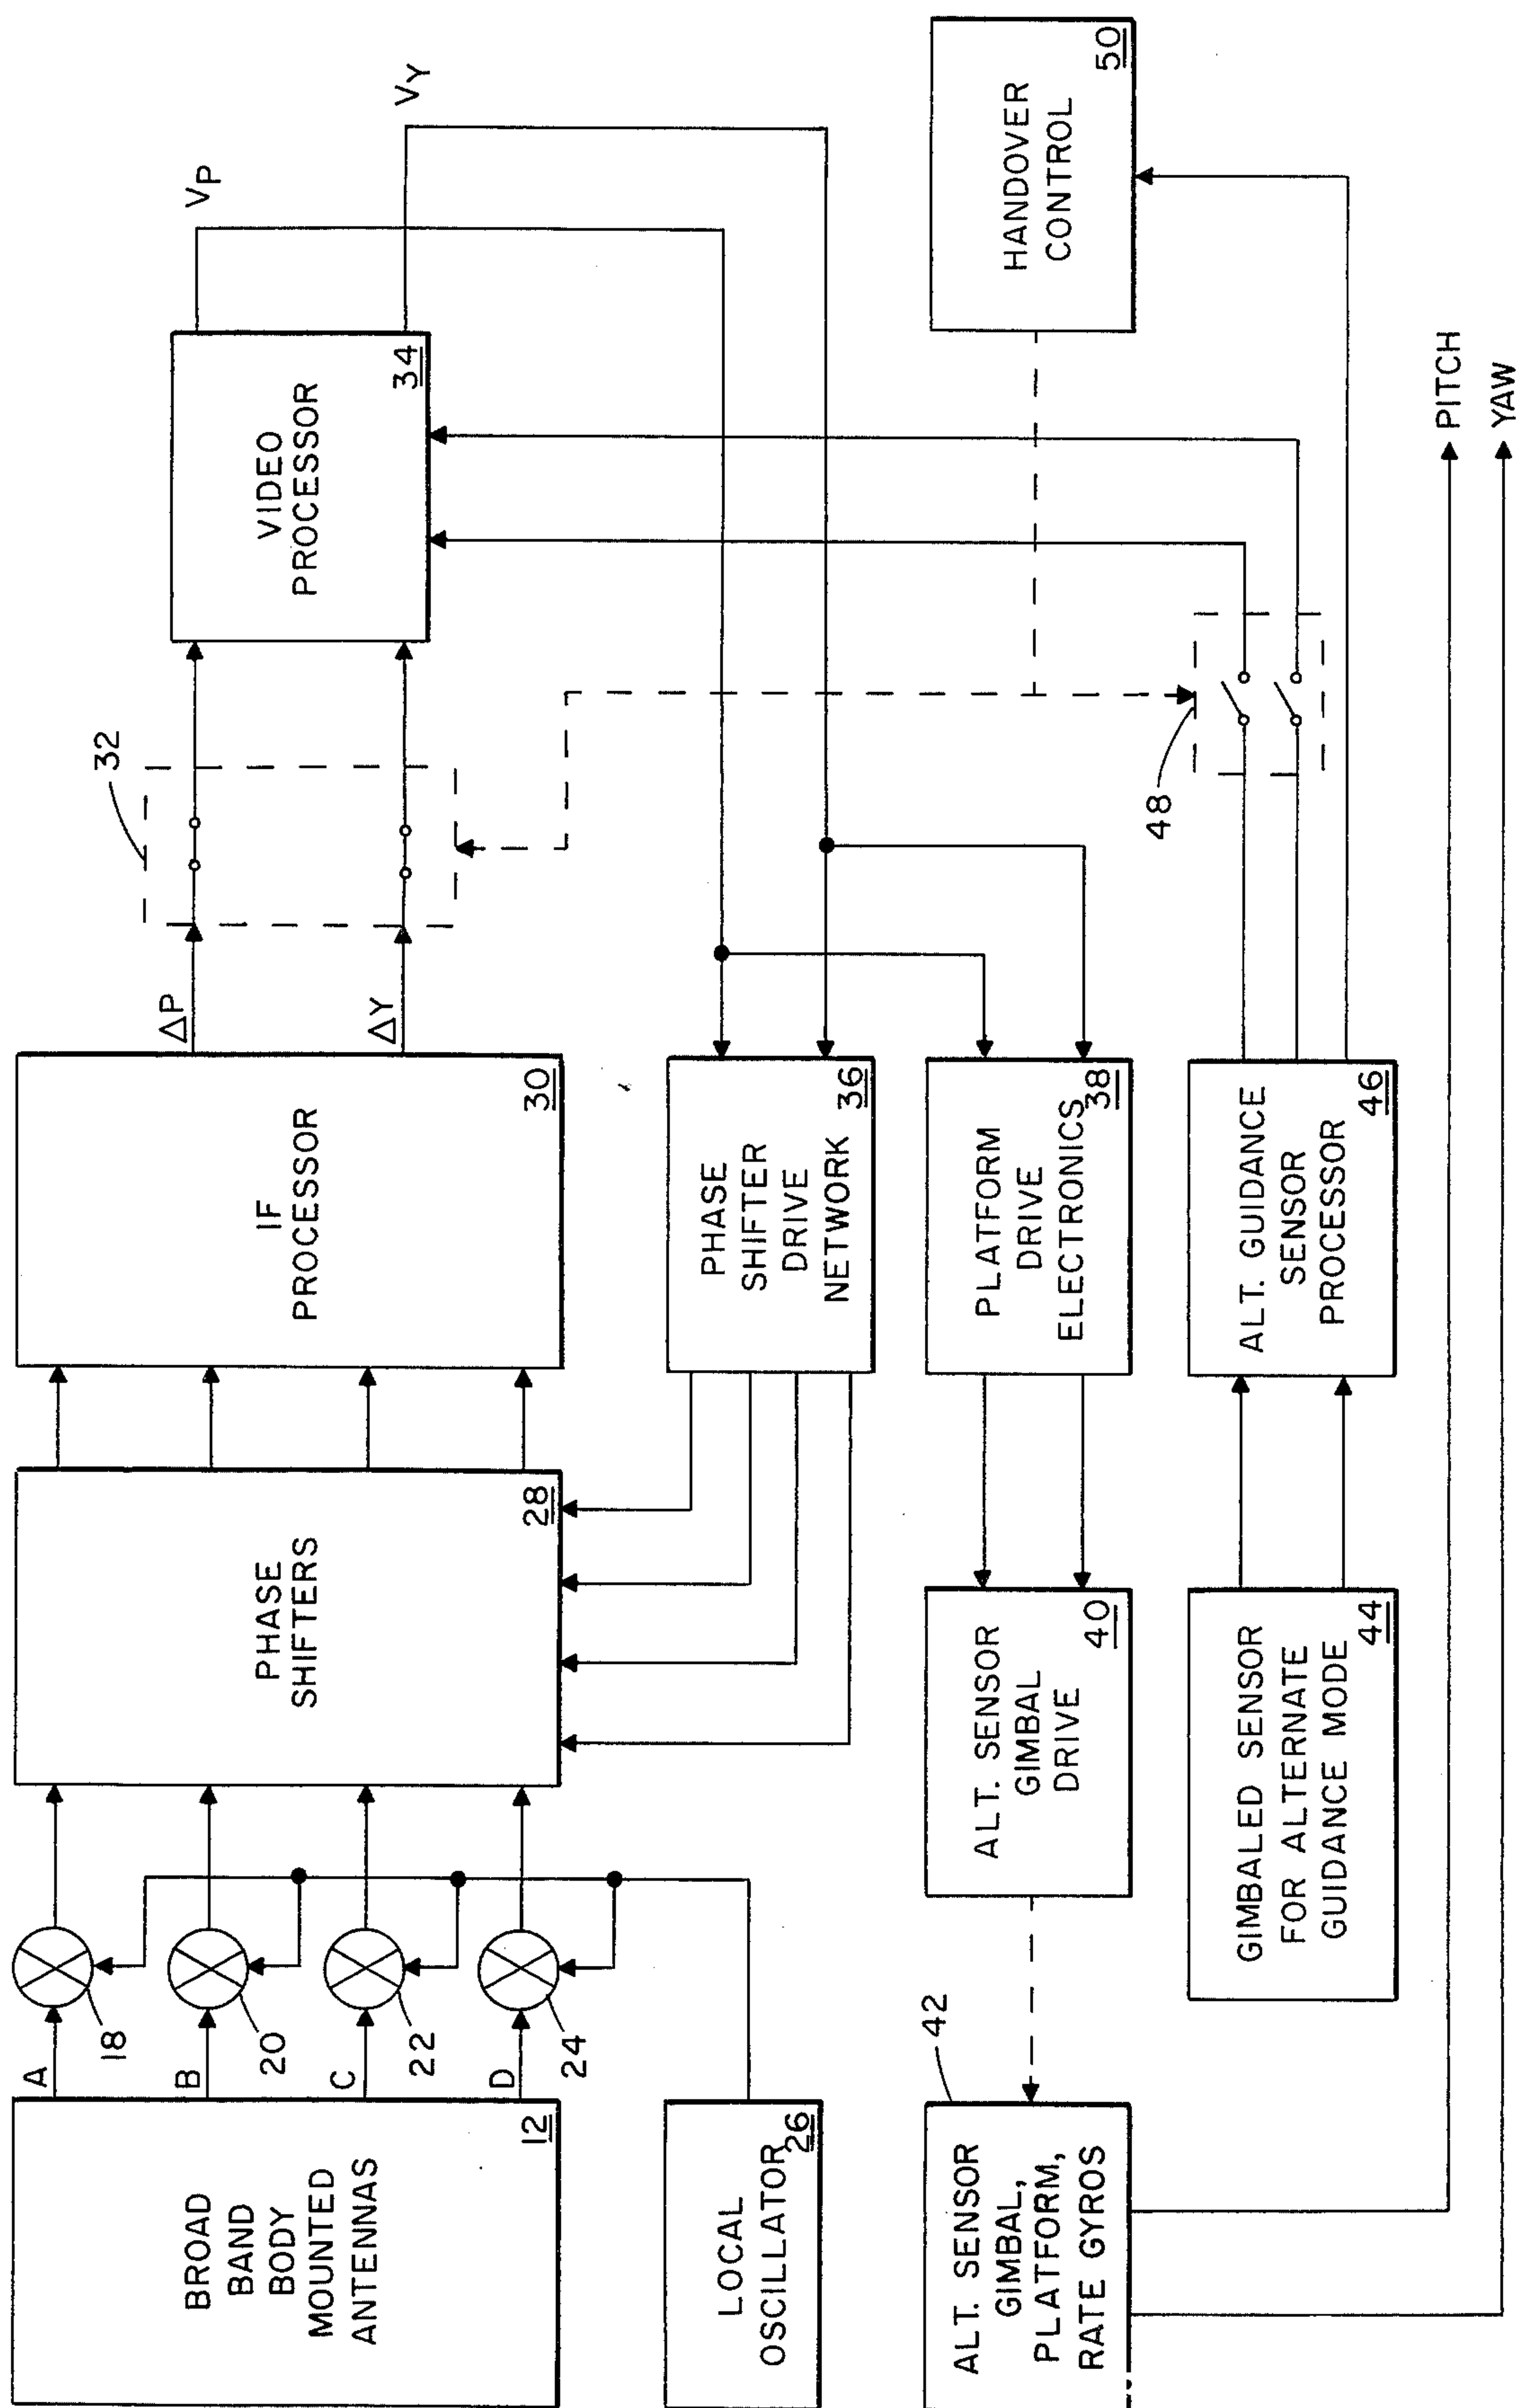 BROAD
BAND
BODY
MOUNTED
ANTENNAS
12
A
B
C
D
18
20
22
24
PHASE
SHIFTERS
28
IF
PROCESSOR
30
ΔP
ΔY
32
VIDEO
PROCESSOR
34
VP
VY
LOCAL
OSCILLATOR
26
PHASE
SHIFTER
DRIVE
NETWORK
36
ALT. SENSOR
GIMBAL,
PLATFORM,
RATE GYROS
42
ALT. SENSOR
GIMBAL
DRIVE
40
PLATFORM
DRIVE
ELECTRONICS
38
HANDOVER
CONTROL
50
GIMBALED SENSOR
FOR ALTERNATE
GUIDANCE MODE
44
ALT. GUIDANCE
SENSOR
PROCESSOR
46
48
PITCH
YAW